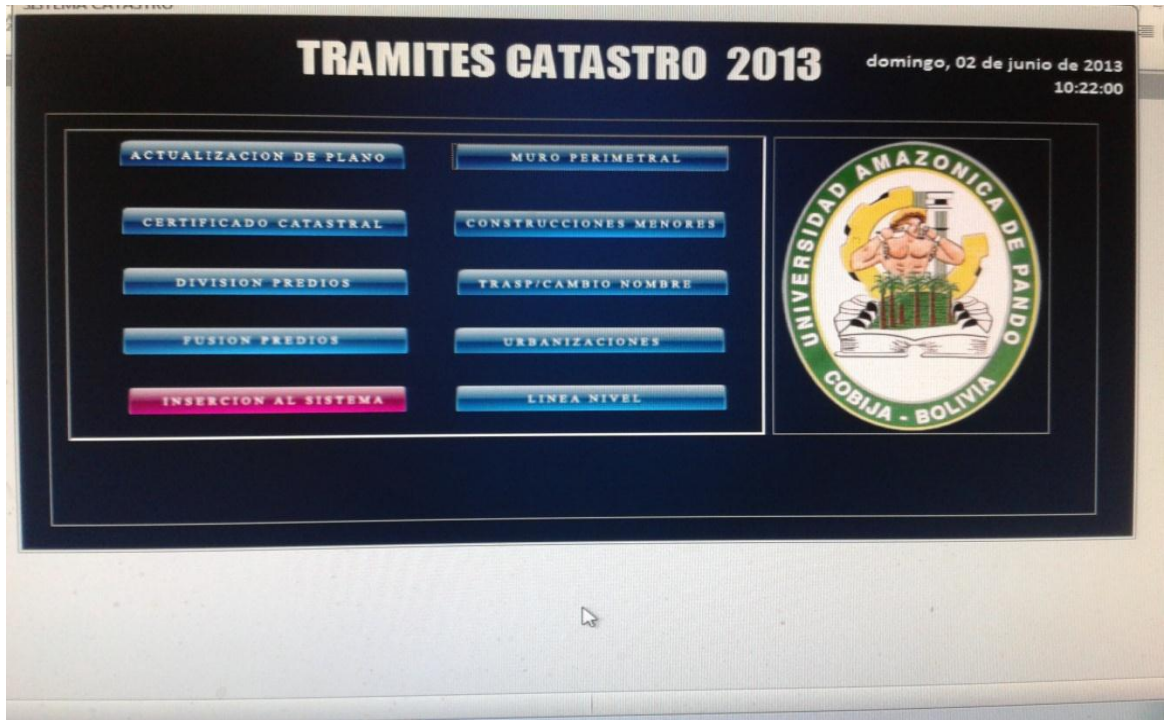 SISTEMA CATASTRO
TRAMITES CATASTRO 2013
domingo, 02 de junio de 2013
10:22:00
ACTUALIZACION DE PLANO
MURO PERIMETRAL
CERTIFICADO CATASTRAL
CONSTRUCCIONES MENORES
DIVISION PREDIOS
TRASP/CAMBIO NOMBRE
FUSION PREDIOS
URBANIZACIONES
INSERCION AL SISTEMA
LINEA NIVEL
UNIVERSIDAD AMAZONICA DE PANDO
COBIJA - BOLIVIA